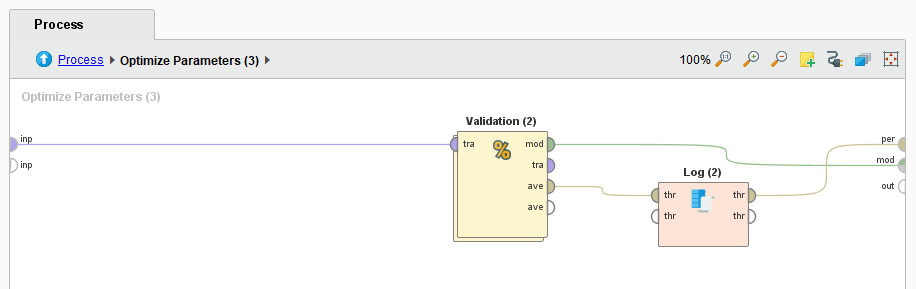 Process
Process Optimize Parameters (3)
100%
Optimize Parameters (3)
Validation (2)
inp
tra
mod
per
inp
tra
mod
Log (2)
ave
thr
thr
out
ave
thr
thr